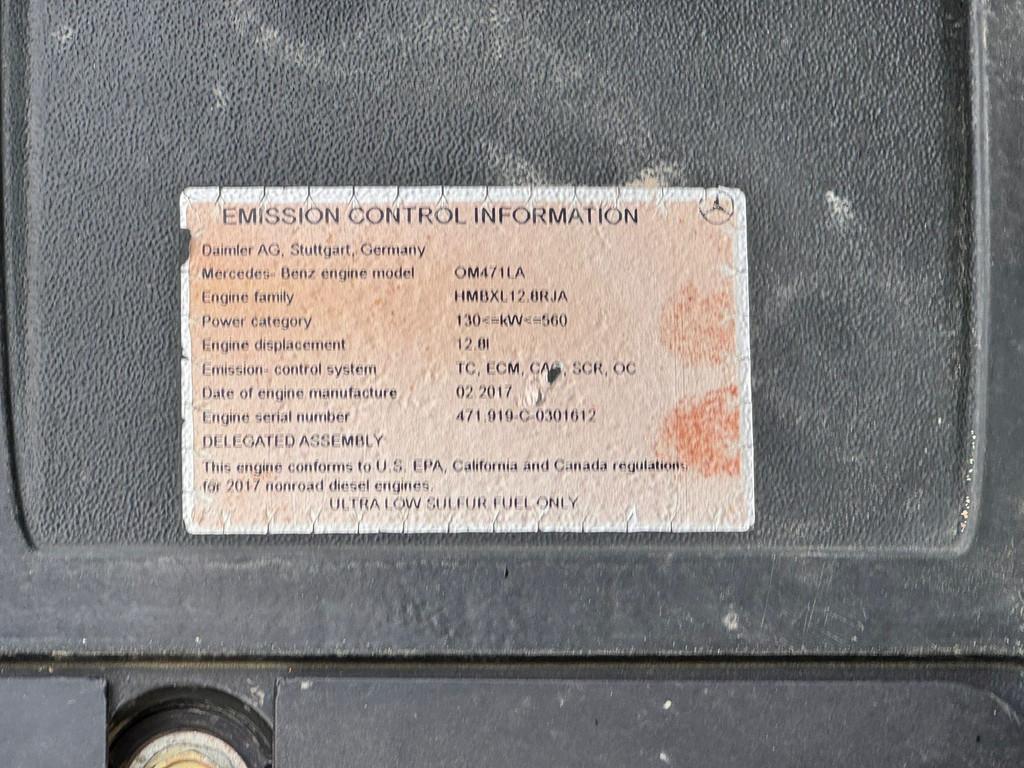 EMISSION CONTROL INFORMATION
Daimler AG, Stuttgart, Germany
Mercedes- Benz engine model OM471LA
Engine family HMBXL12.8RJA
Power category 130<=kW<=560
Engine displacement 12.8l
Emission- control system TC, ECM, CAC, SCR, OC
Date of engine manufacture 02.2017
Engine serial number 471.919-C-0301612
DELEGATED ASSEMBLY
This engine conforms to U.S. EPA, California and Canada regulations
for 2017 nonroad diesel engines.
ULTRA LOW SULFUR FUEL ONLY